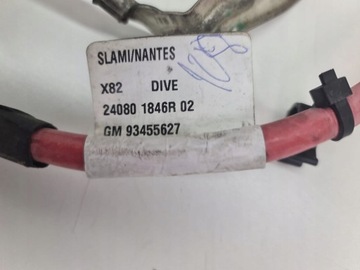 SLAMI/NANTES
X82 DIVE
24080 1846R 02
GM 93455627